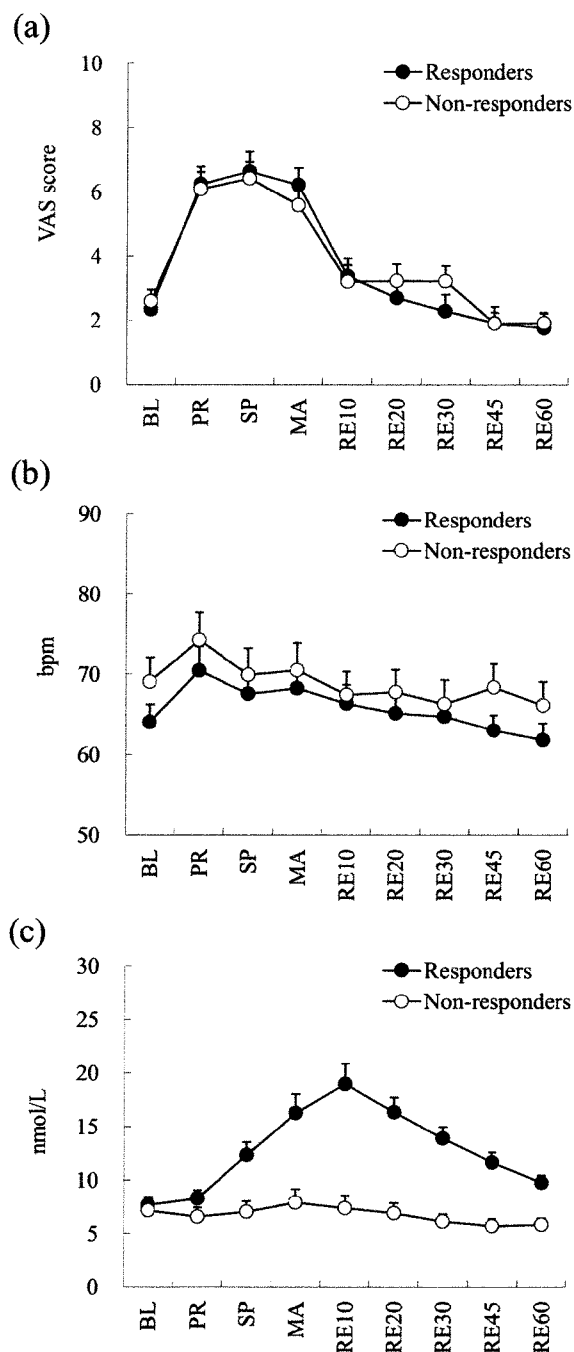 (a)
10
8
6
4
2
0
VAS score
Responders
Non-responders
BL
PR
SP
MA
RE10
RE20
RE30
RE45
RE60
(b)
90
80
70
60
50
bpm
Responders
Non-responders
BL
PR
SP
MA
RE10
RE20
RE30
RE45
RE60
(c)
30
25
20
15
10
5
0
nmol/L
Responders
Non-responders
BL
PR
SP
MA
RE10
RE20
RE30
RE45
RE60